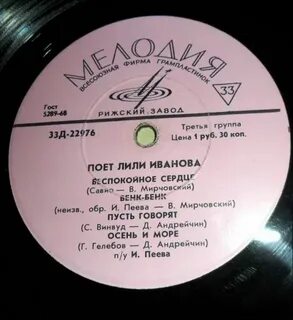 МЕЛОДИЯ
ВСЕСОЮЗНАЯ ФИРМА ГРАМПЛАСТИНОК
33
РИЖСКИЙ ЗАВОД
Гост
5289-68
33Д-22976
Третья группа
Цена 1 руб. 30 коп.
ПОЕТ ЛИЛИ ИВАНОВА
БЕСПОКОЙНОЕ СЕРДЦЕ
(Савио — В. Мирчовский)
БЕНК-БЕНК
(неизв., обр. И. Пеева — В. Мирчовский)
ПУСТЬ ГОВОРЯТ
(С. Винвуд — Д. Андрейчин)
ОСЕНЬ И МОРЕ
(Г. Гелебов — Д. Андрейчин)
п/у И. Пеева